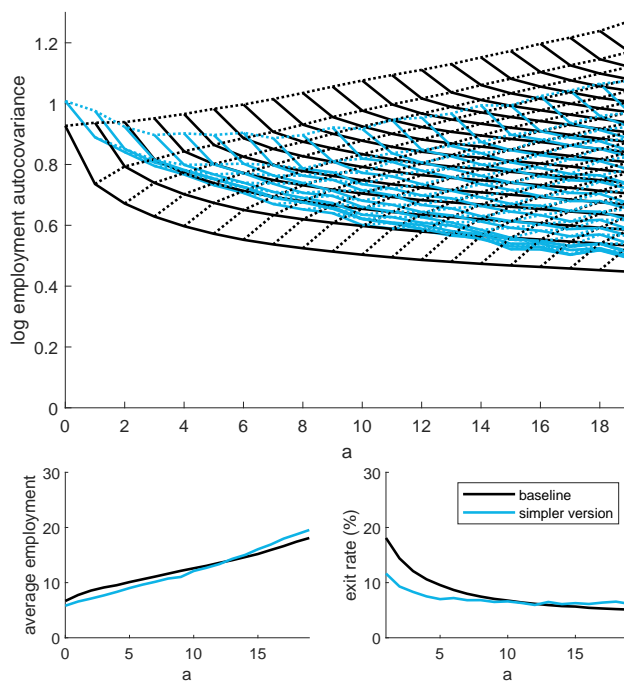 log employment autocovariance
1.2
1
0.8
0.6
0.4
0.2
0
0 2 4 6 8 10 12 14 16 18
a
average employment
30
20
10
0
0 5 10 15
a
exit rate (%)
30
20
10
0
5 10 15
a
baseline
simpler version